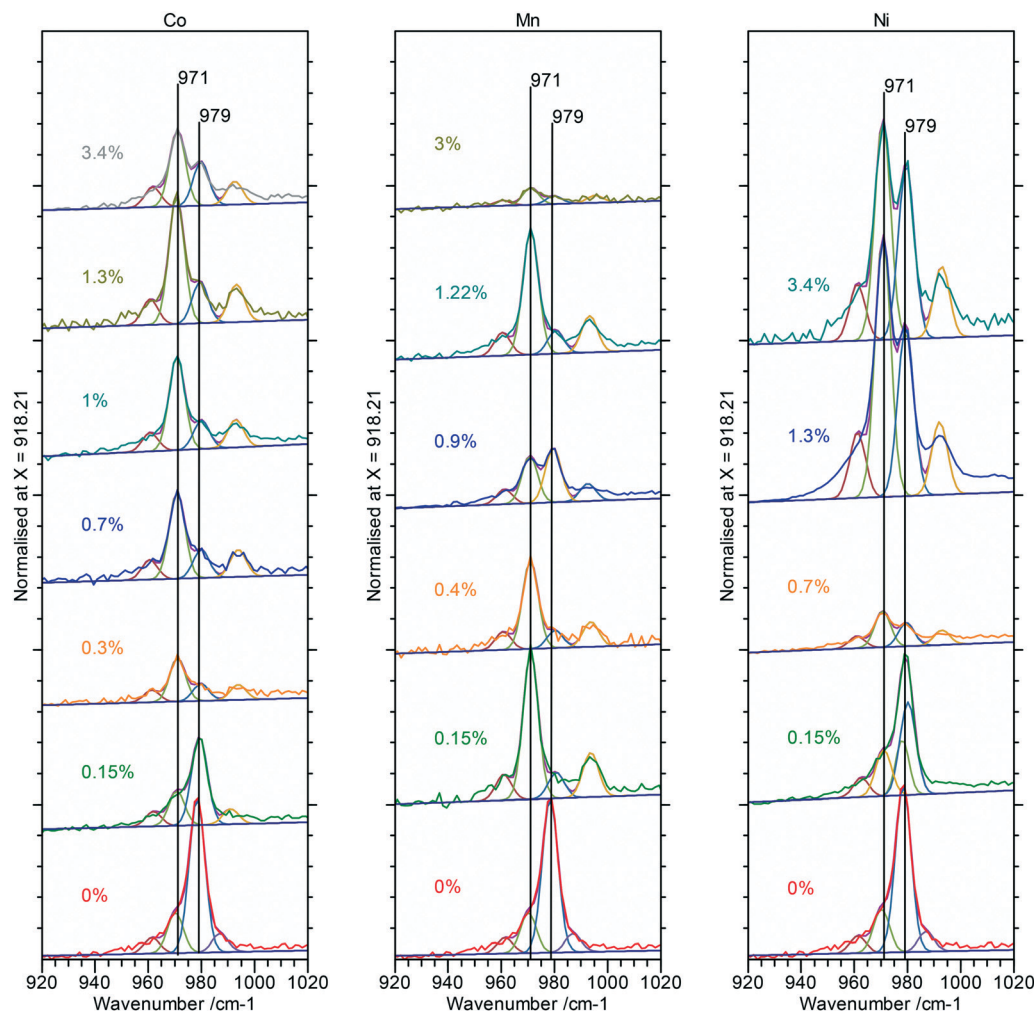 Co
Normalised at X = 918.21
971
979
3.4%
1.3%
1%
0.7%
0.3%
0.15%
0%
920 940 960 980 1000 1020
Wavenumber /cm-1
Mn
Normalised at X = 918.21
971
979
3%
1.22%
0.9%
0.4%
0.15%
0%
920 940 960 980 1000 1020
Wavenumber /cm-1
Ni
Normalised at X = 918.21
971
979
3.4%
1.3%
0.7%
0.15%
0%
920 940 960 980 1000 1020
Wavenumber /cm-1